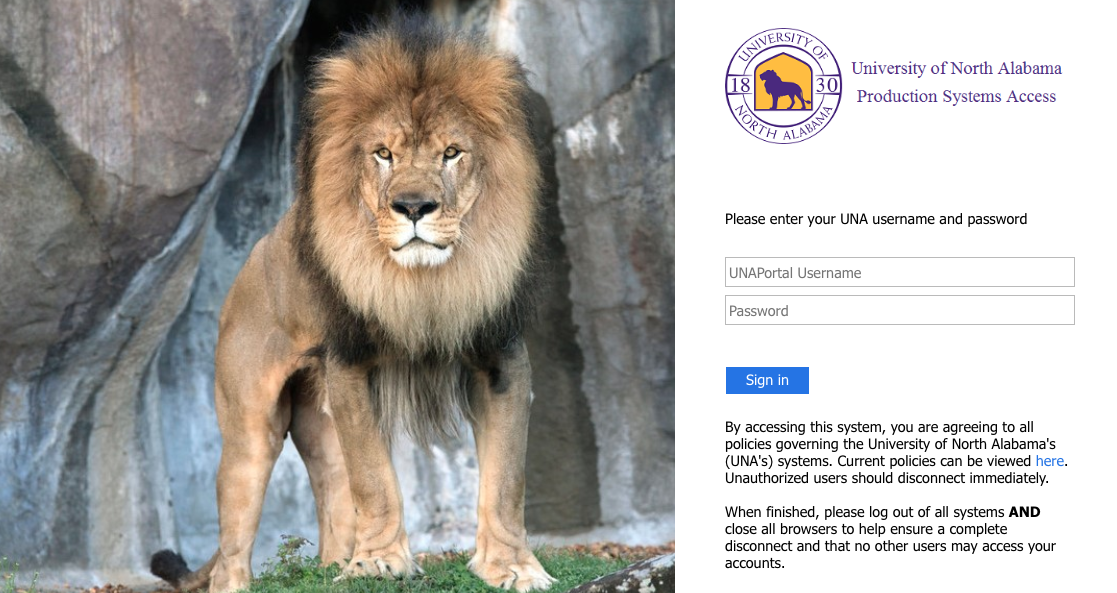 UNIVERSITY OF
18 30
NORTH ALABAMA
University of North Alabama
Production Systems Access
Please enter your UNA username and password
UNAPortal Username
Password
Sign in
By accessing this system, you are agreeing to all
policies governing the University of North Alabama's
(UNA's) systems. Current policies can be viewed here.
Unauthorized users should disconnect immediately.
When finished, please log out of all systems AND
close all browsers to help ensure a complete
disconnect and that no other users may access your
accounts.